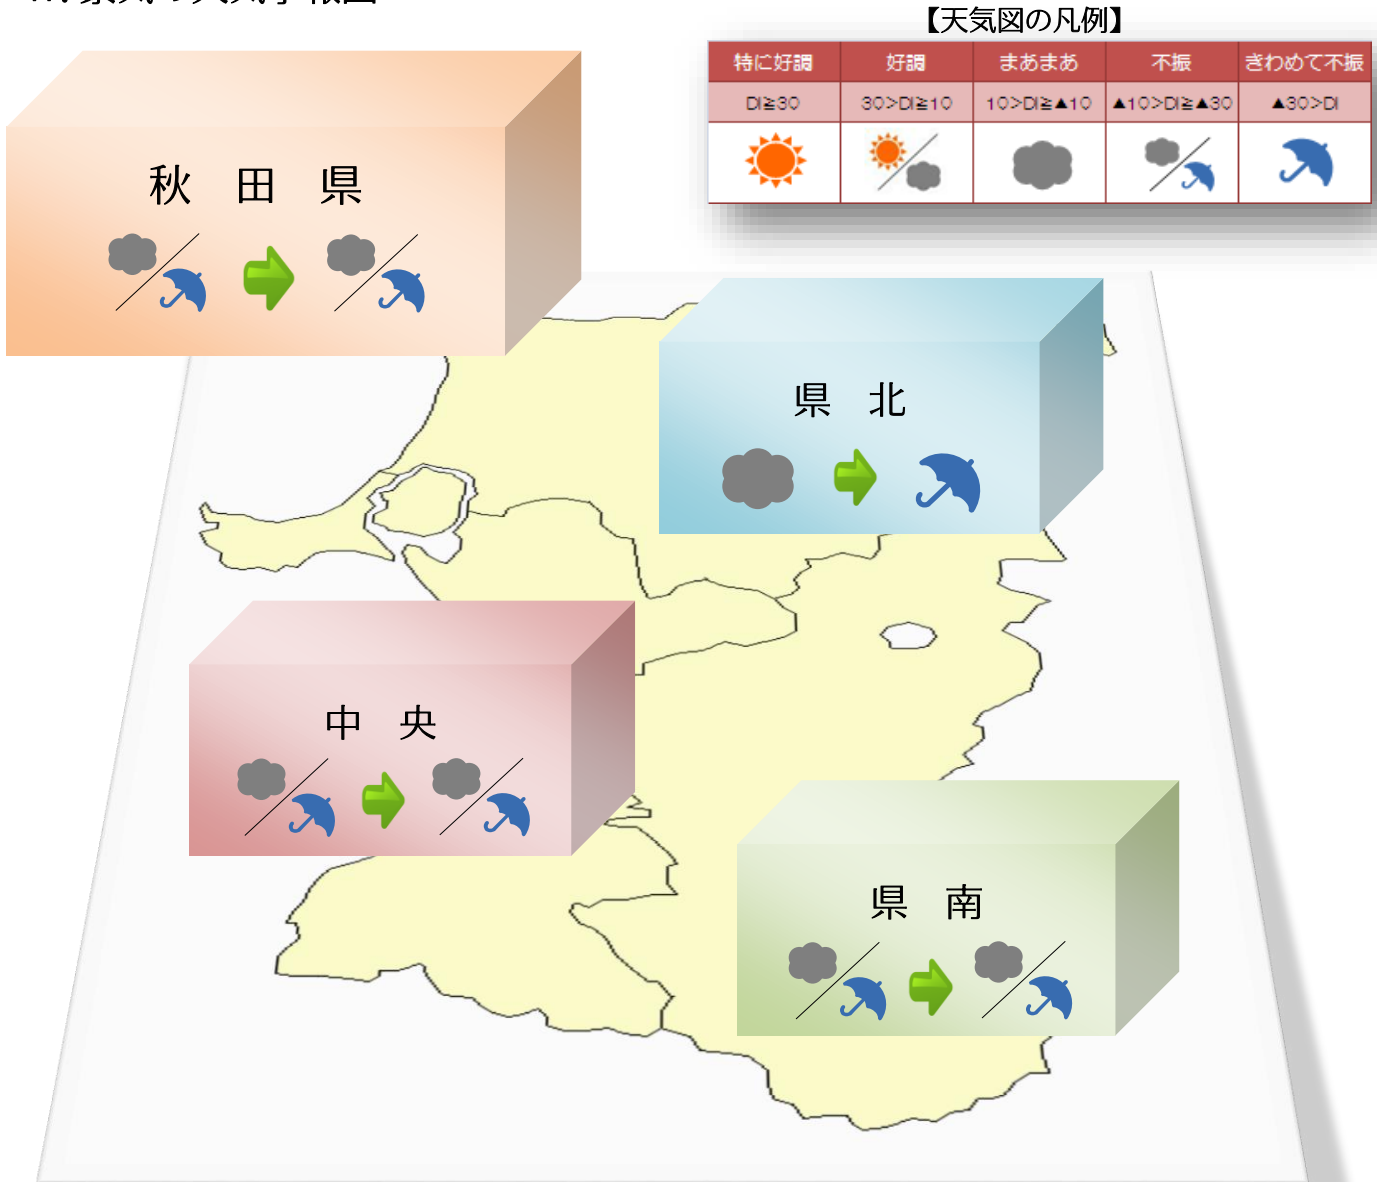 【天気図の凡例】
特に好調 好調 まあまあ 不振 きわめて不振
DI≧30 30>DI≧10 10>DI≧▲10 ▲10>DI≧▲30 ▲30>DI
秋 田 県
県 北
中 央
県 南